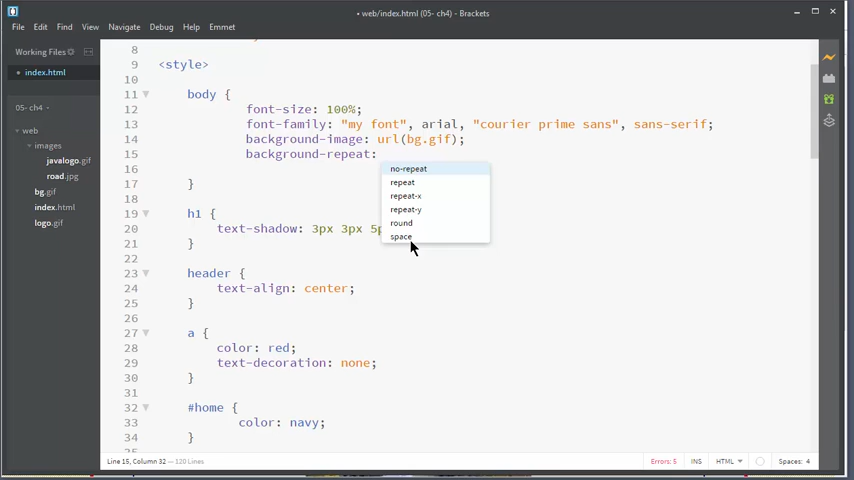 • web/index.html (05- ch4) - Brackets
File Edit Find View Navigate Debug Help Emmet
Working Files
• index.html
05- ch4
web
images
javalogo.gif
road.jpg
bg.gif
index.html
logo.gif
8
9 <style>
10
11 body {
12 font-size: 100%;
13 font-family: "my font", arial, "courier prime sans", sans-serif;
14 background-image: url(bg.gif);
15 background-repeat:
no-repeat
repeat
repeat-x
repeat-y
round
space
16
17 }
18
19 h1 {
20 text-shadow: 3px 3px 5p
21 }
22
23 header {
24 text-align: center;
25 }
26
27 a {
28 color: red;
29 text-decoration: none;
30 }
31
32 #home {
33 color: navy;
34 }
Line 15, Column 32 — 120 Lines
Errors: 5 INS HTML Spaces: 4